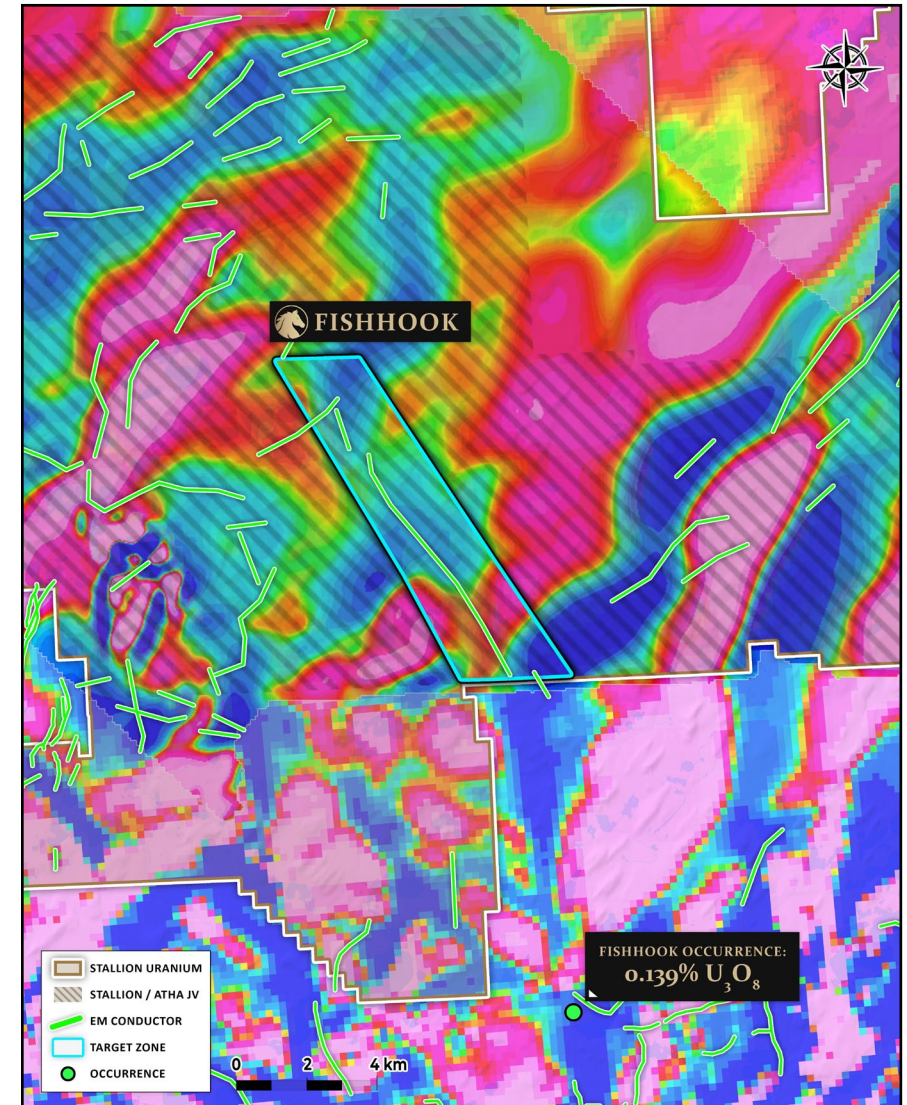 FISHHOOK
FISHHOOK OCCURRENCE:
0.139% U₃O₈
STALLION URANIUM
STALLION / ATHA JV
EM CONDUCTOR
TARGET ZONE
OCCURRENCE
0 2 4 km